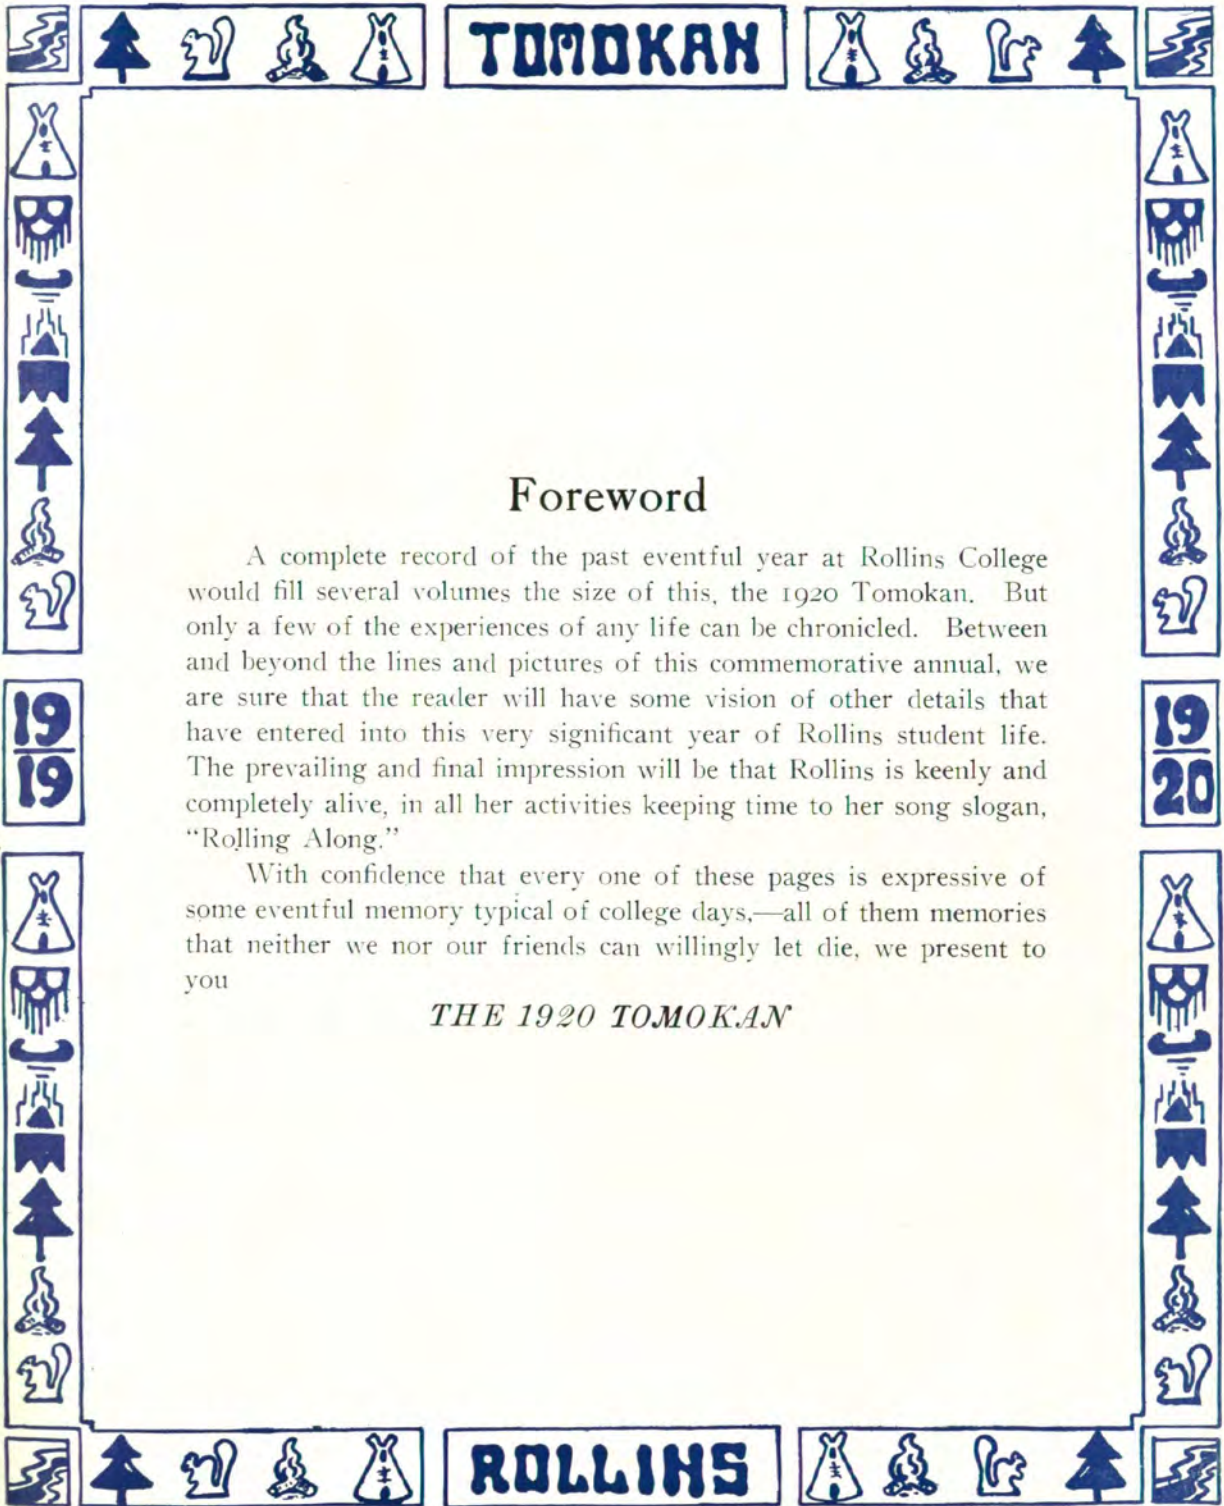 TOMOKAN
Foreword
A complete record of the past eventful year at Rollins College
would fill several volumes the size of this, the 1920 Tomokan. But
only a few of the experiences of any life can be chronicled. Between
and beyond the lines and pictures of this commemorative annual, we
are sure that the reader will have some vision of other details that
have entered into this very significant year of Rollins student life.
The prevailing and final impression will be that Rollins is keenly and
completely alive, in all her activities keeping time to her song slogan,
“Rolling Along.”
With confidence that every one of these pages is expressive of
some eventful memory typical of college days,—all of them memories
that neither we nor our friends can willingly let die, we present to
you
THE 1920 TOMOKAN
19
19
19
20
ROLLINS